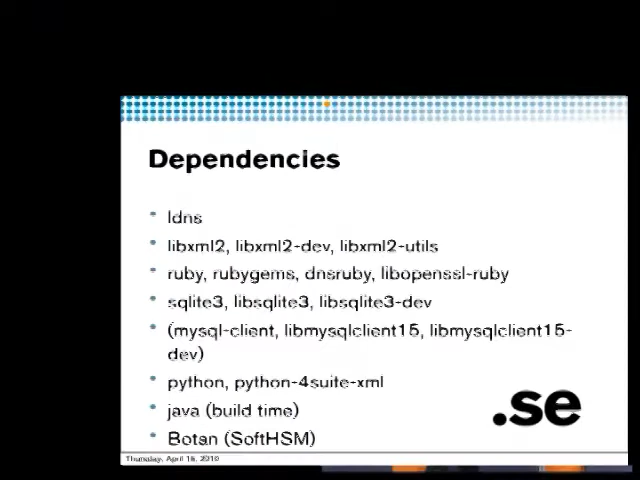 Dependencies
ldns
libxml2, libxml2-dev, libxml2-utils
ruby, rubygems, dnsruby, libopenssl-ruby
sqlite3, libsqlite3, libsqlite3-dev
(mysql-client, libmysqlclient15, libmysqlclient15-
dev)
python, python-4suite-xml
java (build time)
Botan (SoftHSM)
.se
Thursday, April 15, 2010